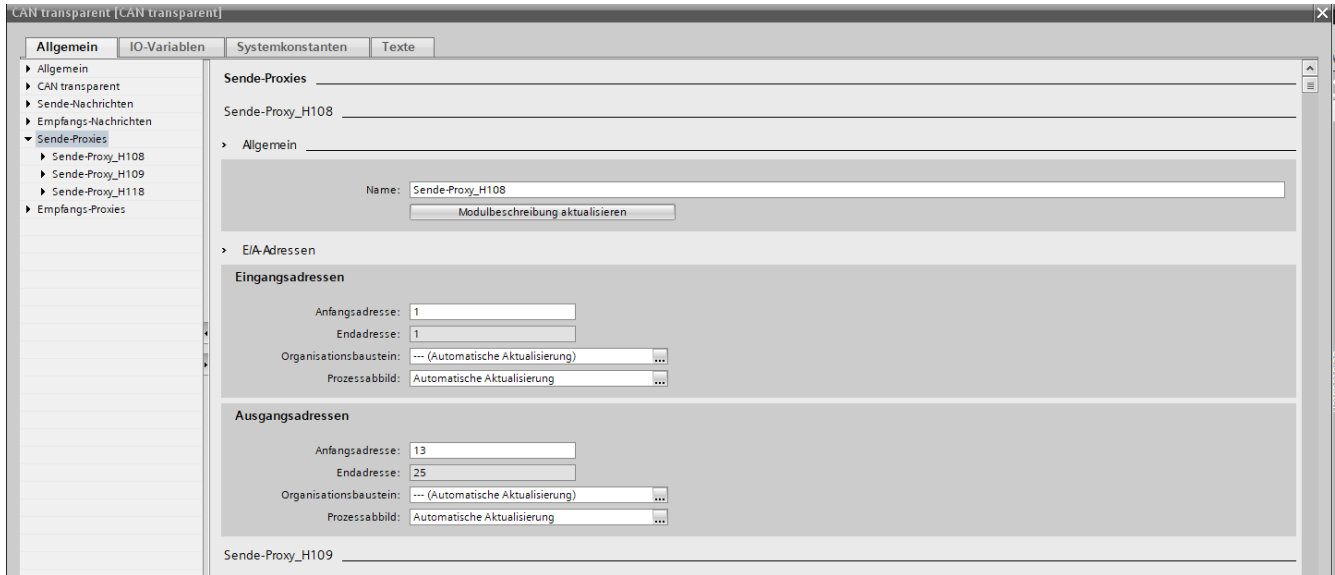 CAN transparent [CAN transparent]
Allgemein IO-Variablen Systemkonstanten Texte
Allgemein
CAN transparent
Sende-Nachrichten
Empfangs-Nachrichten
Sende-Proxies
Sende-Proxy_H108
Sende-Proxy_H109
Sende-Proxy_H118
Empfangs-Proxies
Sende-Proxies
Sende-Proxy_H108
Allgemein
Name: Sende-Proxy_H108
Modulbeschreibung aktualisieren
E/A-Adressen
Eingangsadressen
Anfangsadresse: 1
Endadresse: 1
Organisationsbaustein: --- (Automatische Aktualisierung) ...
Prozessabbild: Automatische Aktualisierung ...
Ausgangsadressen
Anfangsadresse: 13
Endadresse: 25
Organisationsbaustein: --- (Automatische Aktualisierung) ...
Prozessabbild: Automatische Aktualisierung ...
Sende-Proxy_H109